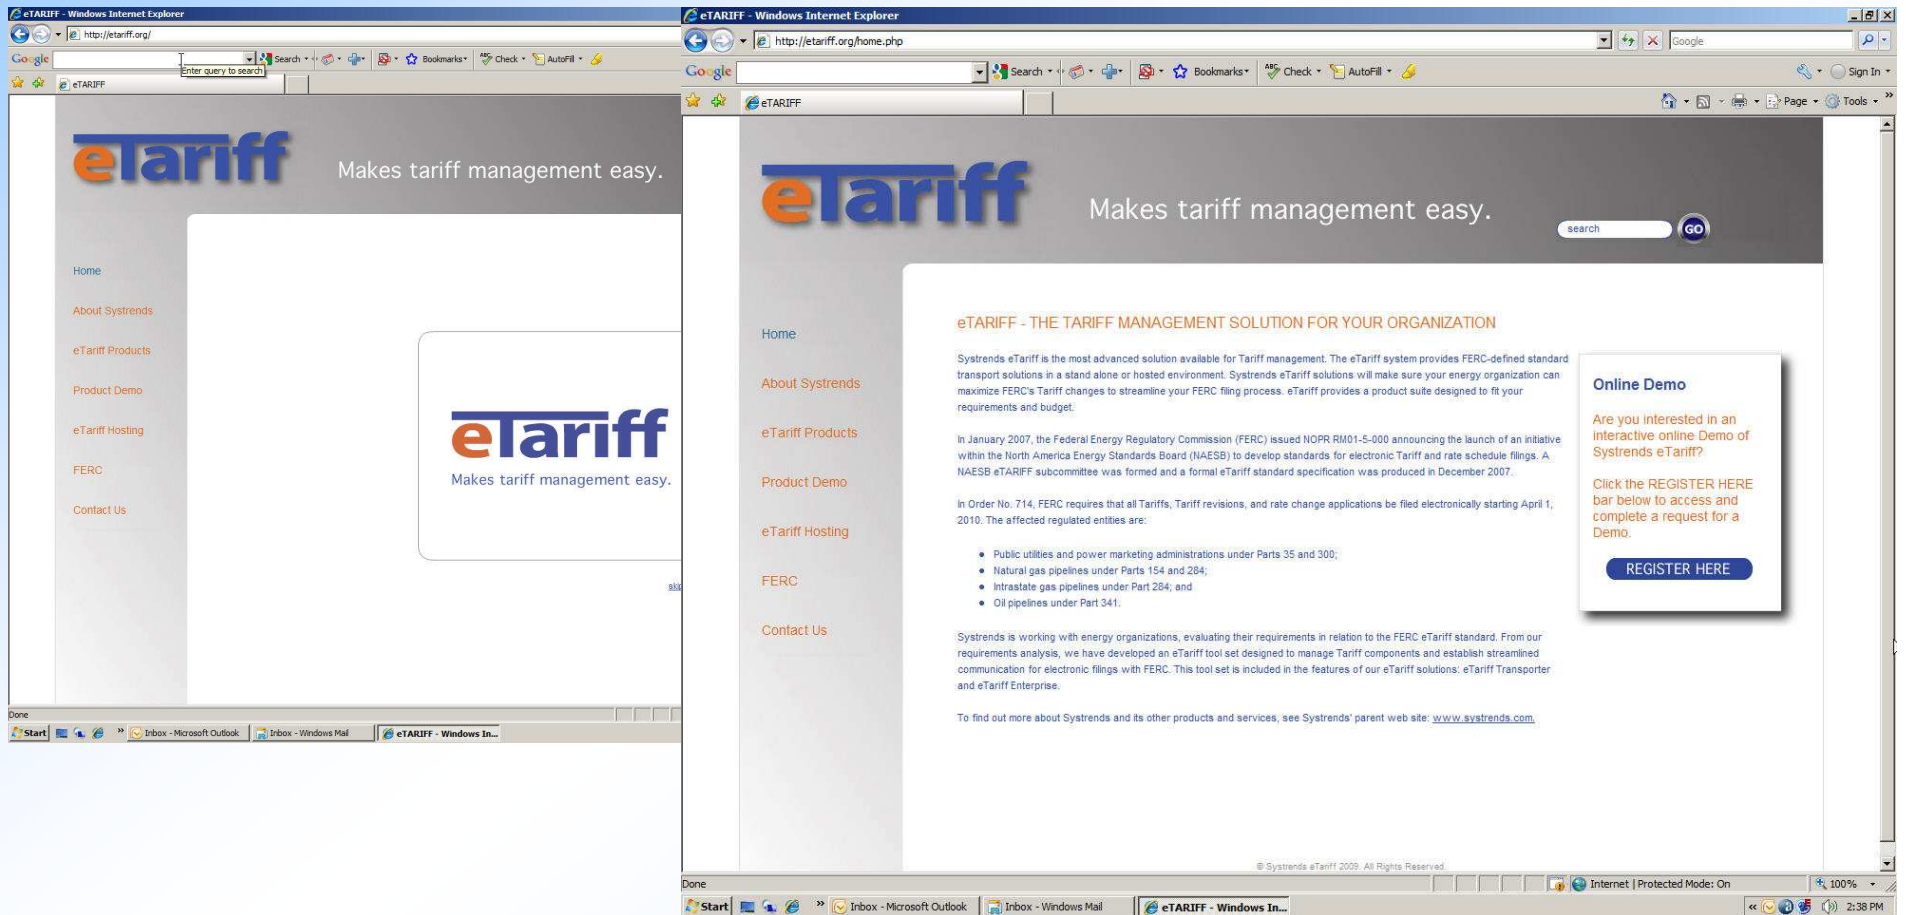 eTARIFF - Windows Internet Explorer
http://etariff.org/
Google
Search
Bookmarks
Check
AutoFill
Enter query to search
eTARIFF
eTariff
Makes tariff management easy.
Home
About Systrends
eTariff Products
Product Demo
eTariff Hosting
FERC
Contact Us
eTariff
Makes tariff management easy.
skip
Done
Start
Inbox - Microsoft Outlook
Inbox - Windows Mail
eTARIFF - Windows In...
eTARIFF - Windows Internet Explorer
http://etariff.org/home.php
Google
Google
Search
Bookmarks
Check
AutoFill
Sign In
eTARIFF
Page
Tools
eTariff
Makes tariff management easy.
search
GO
Home
About Systrends
eTariff Products
Product Demo
eTariff Hosting
FERC
Contact Us
eTARIFF - THE TARIFF MANAGEMENT SOLUTION FOR YOUR ORGANIZATION
Systrends eTariff is the most advanced solution available for Tariff management. The eTariff system provides FERC-defined standard
transport solutions in a stand alone or hosted environment. Systrends eTariff solutions will make sure your energy organization can
maximize FERC's Tariff changes to streamline your FERC filing process. eTariff provides a product suite designed to fit your
requirements and budget.
In January 2007, the Federal Energy Regulatory Commission (FERC) issued NOPR RM01-5-000 announcing the launch of an initiative
within the North America Energy Standards Board (NAESB) to develop standards for electronic Tariff and rate schedule filings. A
NAESB eTARIFF subcommittee was formed and a formal eTariff standard specification was produced in December 2007.
In Order No. 714, FERC requires that all Tariffs, Tariff revisions, and rate change applications be filed electronically starting April 1,
2010. The affected regulated entities are:
• Public utilities and power marketing administrations under Parts 35 and 300;
• Natural gas pipelines under Parts 154 and 284;
• Intrastate gas pipelines under Part 284; and
• Oil pipelines under Part 341.
Systrends is working with energy organizations, evaluating their requirements in relation to the FERC eTariff standard. From our
requirements analysis, we have developed an eTariff tool set designed to manage Tariff components and establish streamlined
communication for electronic filings with FERC. This tool set is included in the features of our eTariff solutions: eTariff Transporter
and eTariff Enterprise.
To find out more about Systrends and its other products and services, see Systrends' parent web site: www.systrends.com.
Online Demo
Are you interested in an
interactive online Demo of
Systrends eTariff?
Click the REGISTER HERE
bar below to access and
complete a request for a
Demo.
REGISTER HERE
© Systrends eTariff 2009. All Rights Reserved.
Done
Internet | Protected Mode: On
100%
Start
Inbox - Microsoft Outlook
Inbox - Windows Mail
eTARIFF - Windows In...
2:38 PM